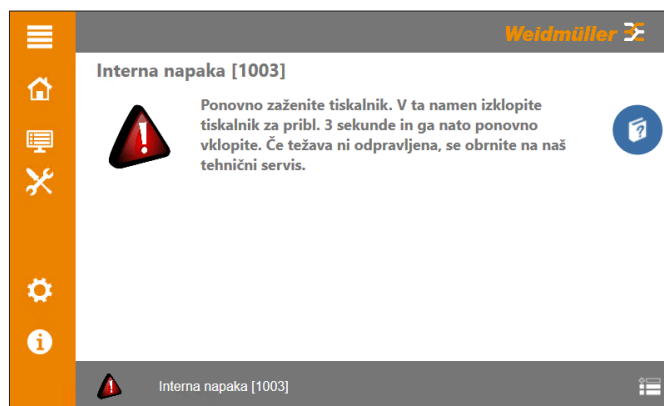 Weidmüller
Interna napaka [1003]
Ponovno zaženite tiskalnik. V ta namen izklopite
tiskalnik za pribl. 3 sekunde in ga nato ponovno
vklopite. Če težava ni odpravljena, se obrnite na naš
tehnični servis.
Interna napaka [1003]